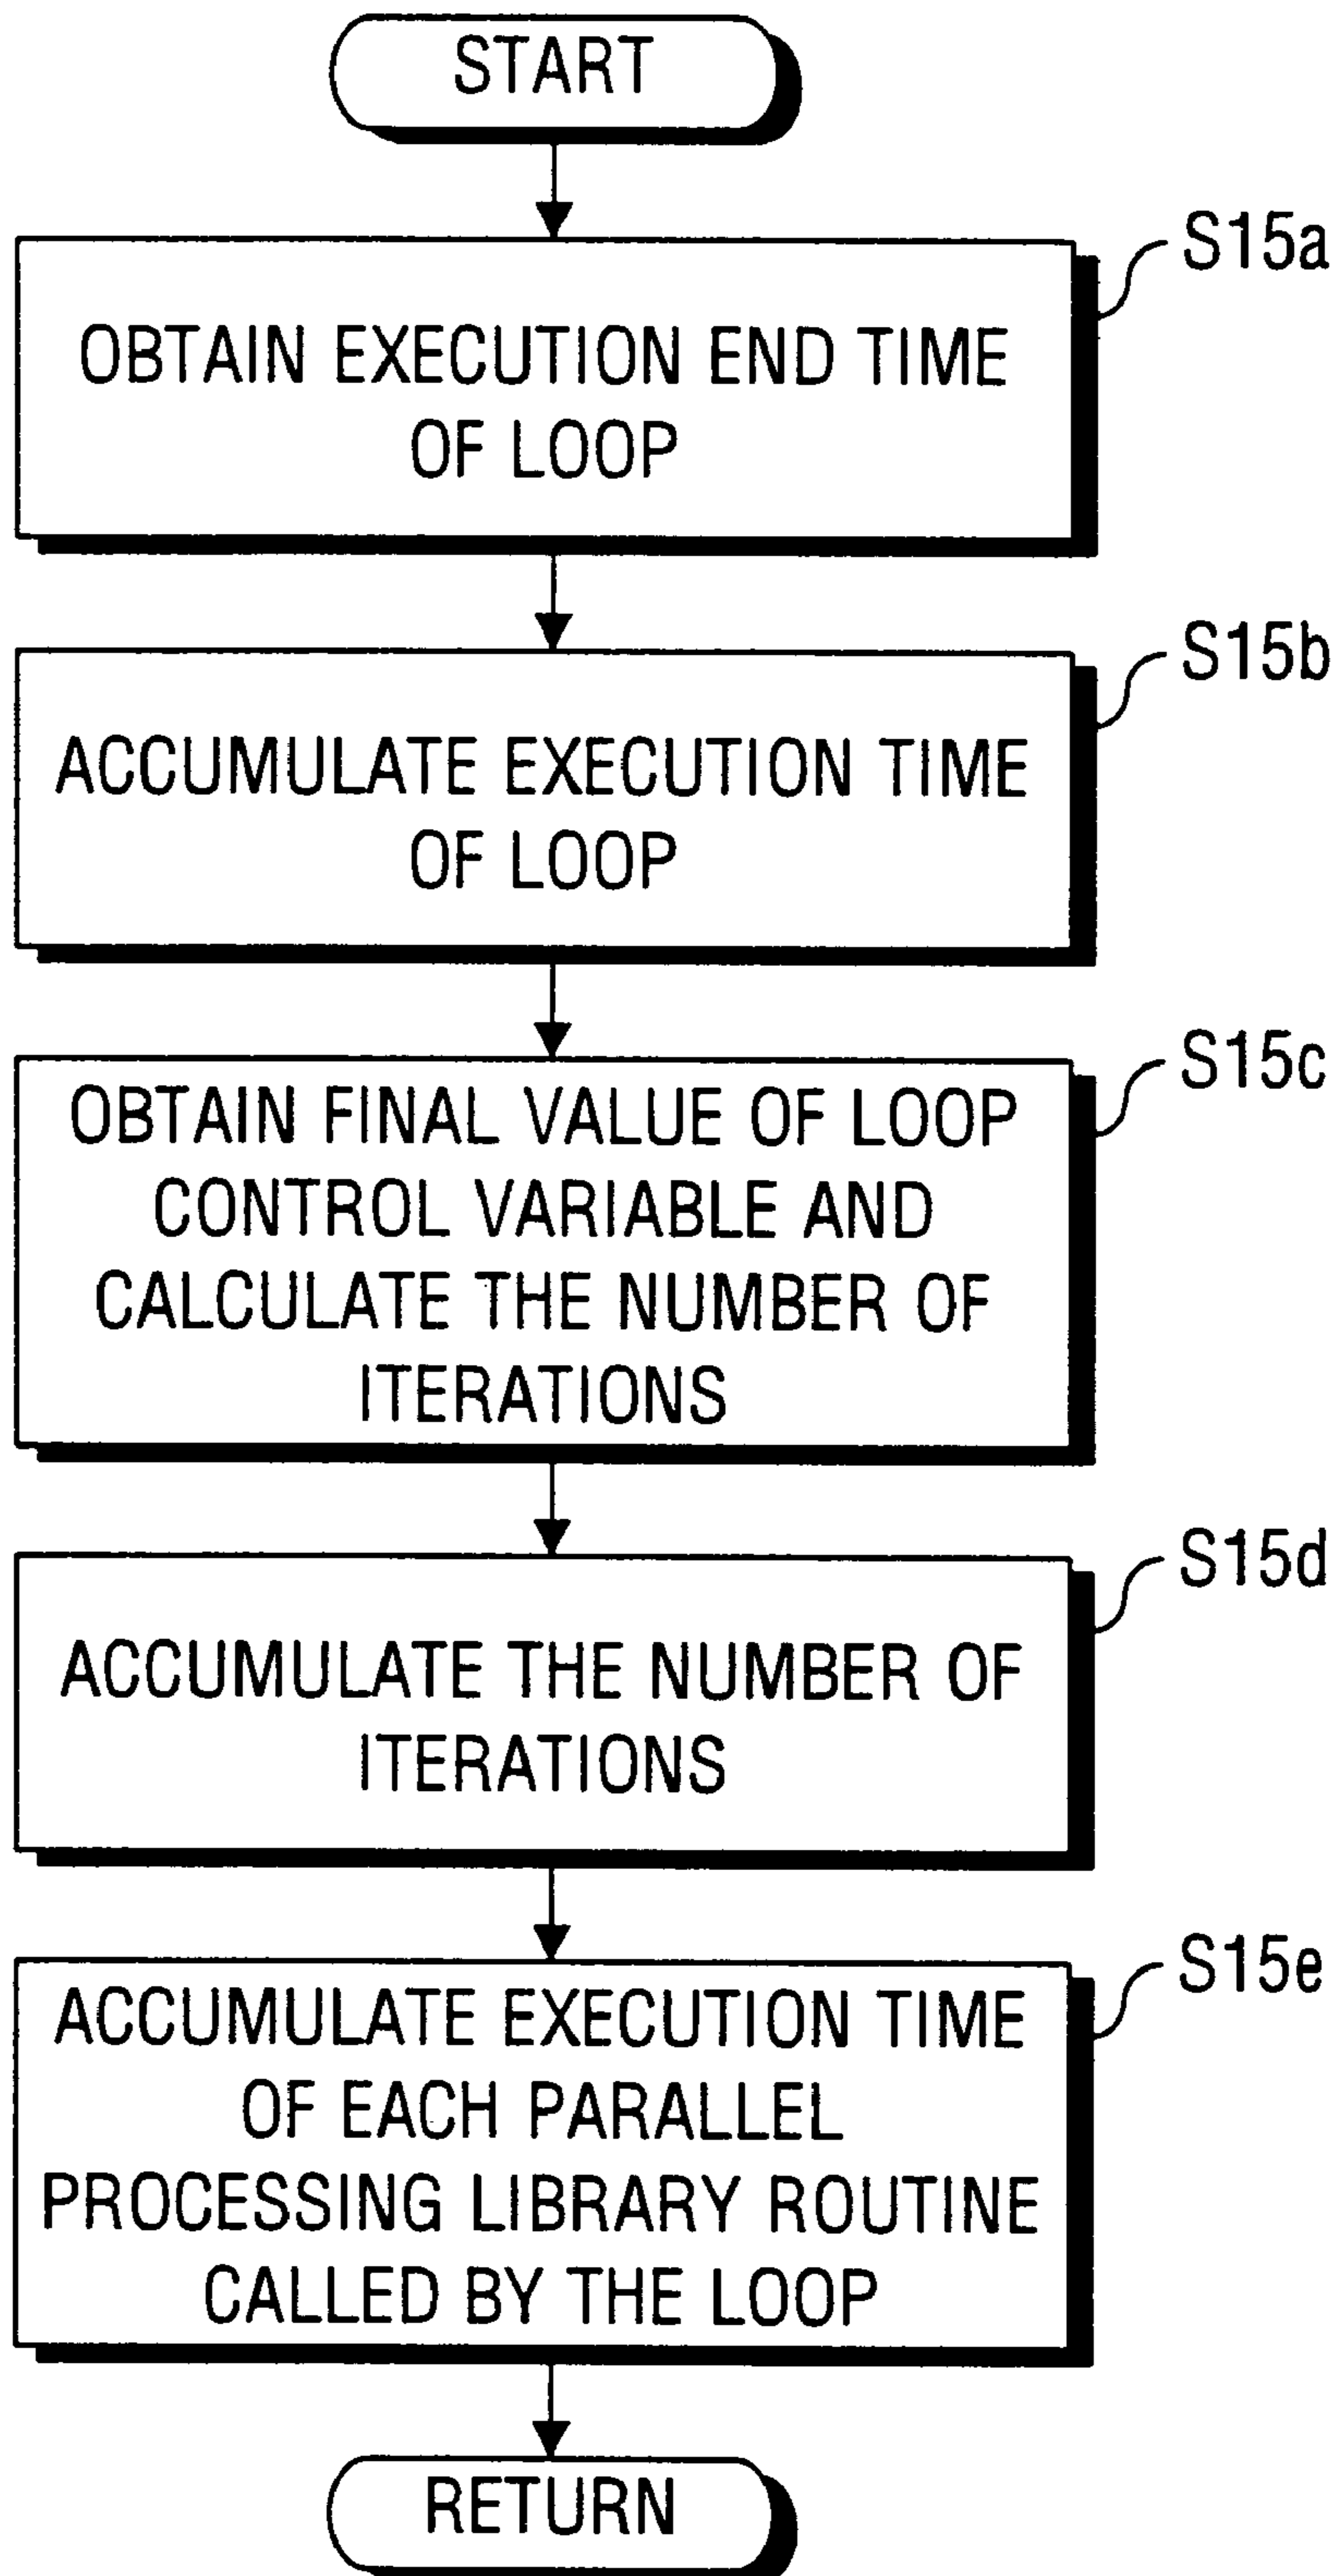 START
S15a
OBTAIN EXECUTION END TIME
OF LOOP
S15b
ACCUMULATE EXECUTION TIME
OF LOOP
S15c
OBTAIN FINAL VALUE OF LOOP
CONTROL VARIABLE AND
CALCULATE THE NUMBER OF
ITERATIONS
S15d
ACCUMULATE THE NUMBER OF
ITERATIONS
S15e
ACCUMULATE EXECUTION TIME
OF EACH PARALLEL
PROCESSING LIBRARY ROUTINE
CALLED BY THE LOOP
RETURN